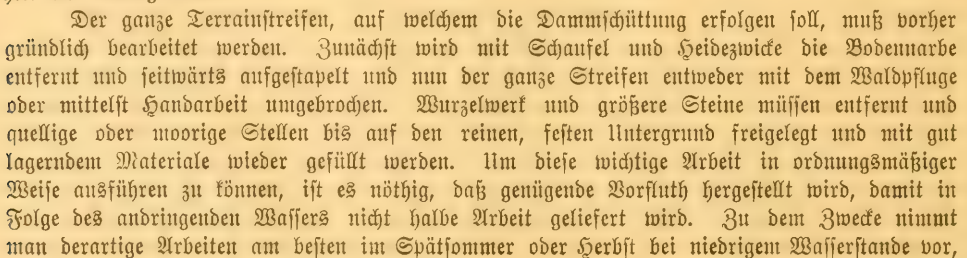 Der ganze Terrainstreifen, auf welchem die Dammschüttung erfolgen soll, muß vorher
gründlich bearbeitet werden. Zunächst wird mit Schaufel und Heidezwicke die Bodennarbe
entfernt und seitwärts aufgestapelt und nun der ganze Streifen entweder mit dem Waldpfluge
oder mittelst Handarbeit umgebrochen. Wurzelwerk und größere Steine müssen entfernt und
quellige oder moorige Stellen bis auf den reinen, festen Untergrund freigelegt und mit gut
lagerndem Materiale wieder gefüllt werden. Um diese wichtige Arbeit in ordnungsmäßiger
Weise ausführen zu können, ist es nöthig, daß genügende Vorfluth hergestellt wird, damit in
Folge des andringenden Wassers nicht halbe Arbeit geliefert wird. Zu dem Zwecke nimmt
man derartige Arbeiten am besten im Spätsommer oder Herbst bei niedrigem Wasserstande vor,